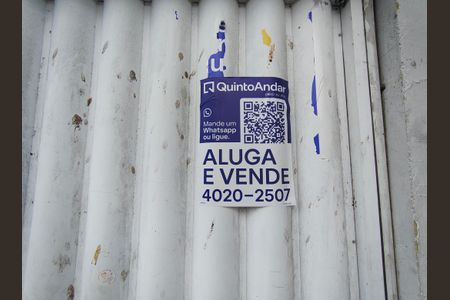 QuintoAndar
Mande um
Whatsapp
ou ligue.
ALUGA
E VENDE
4020-2507